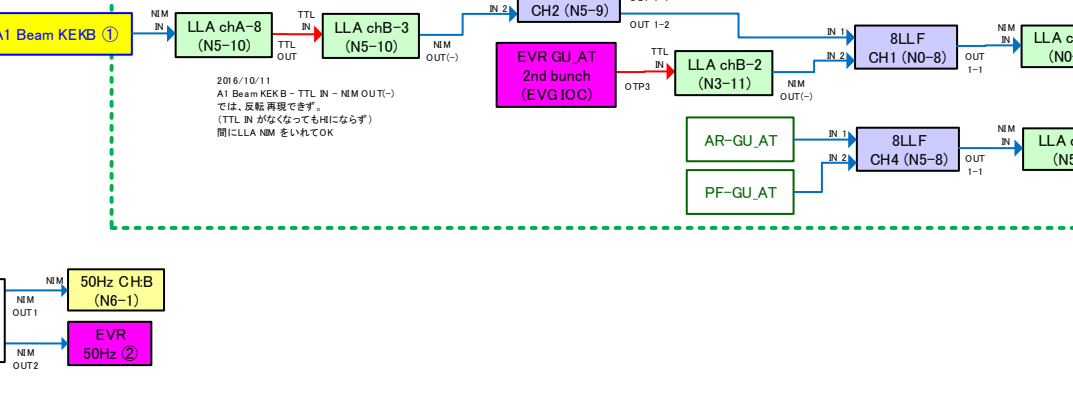 A1 Beam KEKB ①
NIM
IN
LLA chA-8
(N5-10)
TTL
OUT
TTL
IN
LLA chB-3
(N5-10)
NIM
OUT(-)
IN 2
CH2 (N5-9)
OUT 1-2
EVR GU_AT
2nd bunch
(EVG IOC)
OTP3
TTL
IN
LLA chB-2
(N3-11)
NIM
OUT(-)
IN 1
IN 2
8LLF
CH1 (N0-8)
OUT
1-1
NIM
IN
2016/10/11
A1 Beam KEKB - TTL IN - NIM OUT(-)
では、反転再現できず。
(TTL IN がなくなってもHIにならず)
間にLLA NIM をいれてOK
AR-GU_AT
PF-GU_AT
IN 1
IN 2
8LLF
CH4 (N5-8)
OUT
1-1
NIM
IN
NIM
OUT1
NIM
50Hz CH:B
(N6-1)
NIM
OUT2
EVR
50Hz ②